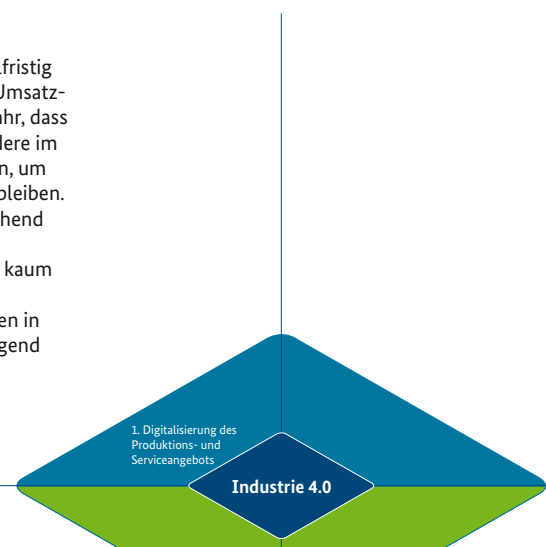 fristig
Umsatz-
hr, dass
dere im
n, um
bleiben.
hend
kaum
en in
gend
1. Digitalisierung des
Produktions- und
Serviceangebots
Industrie 4.0